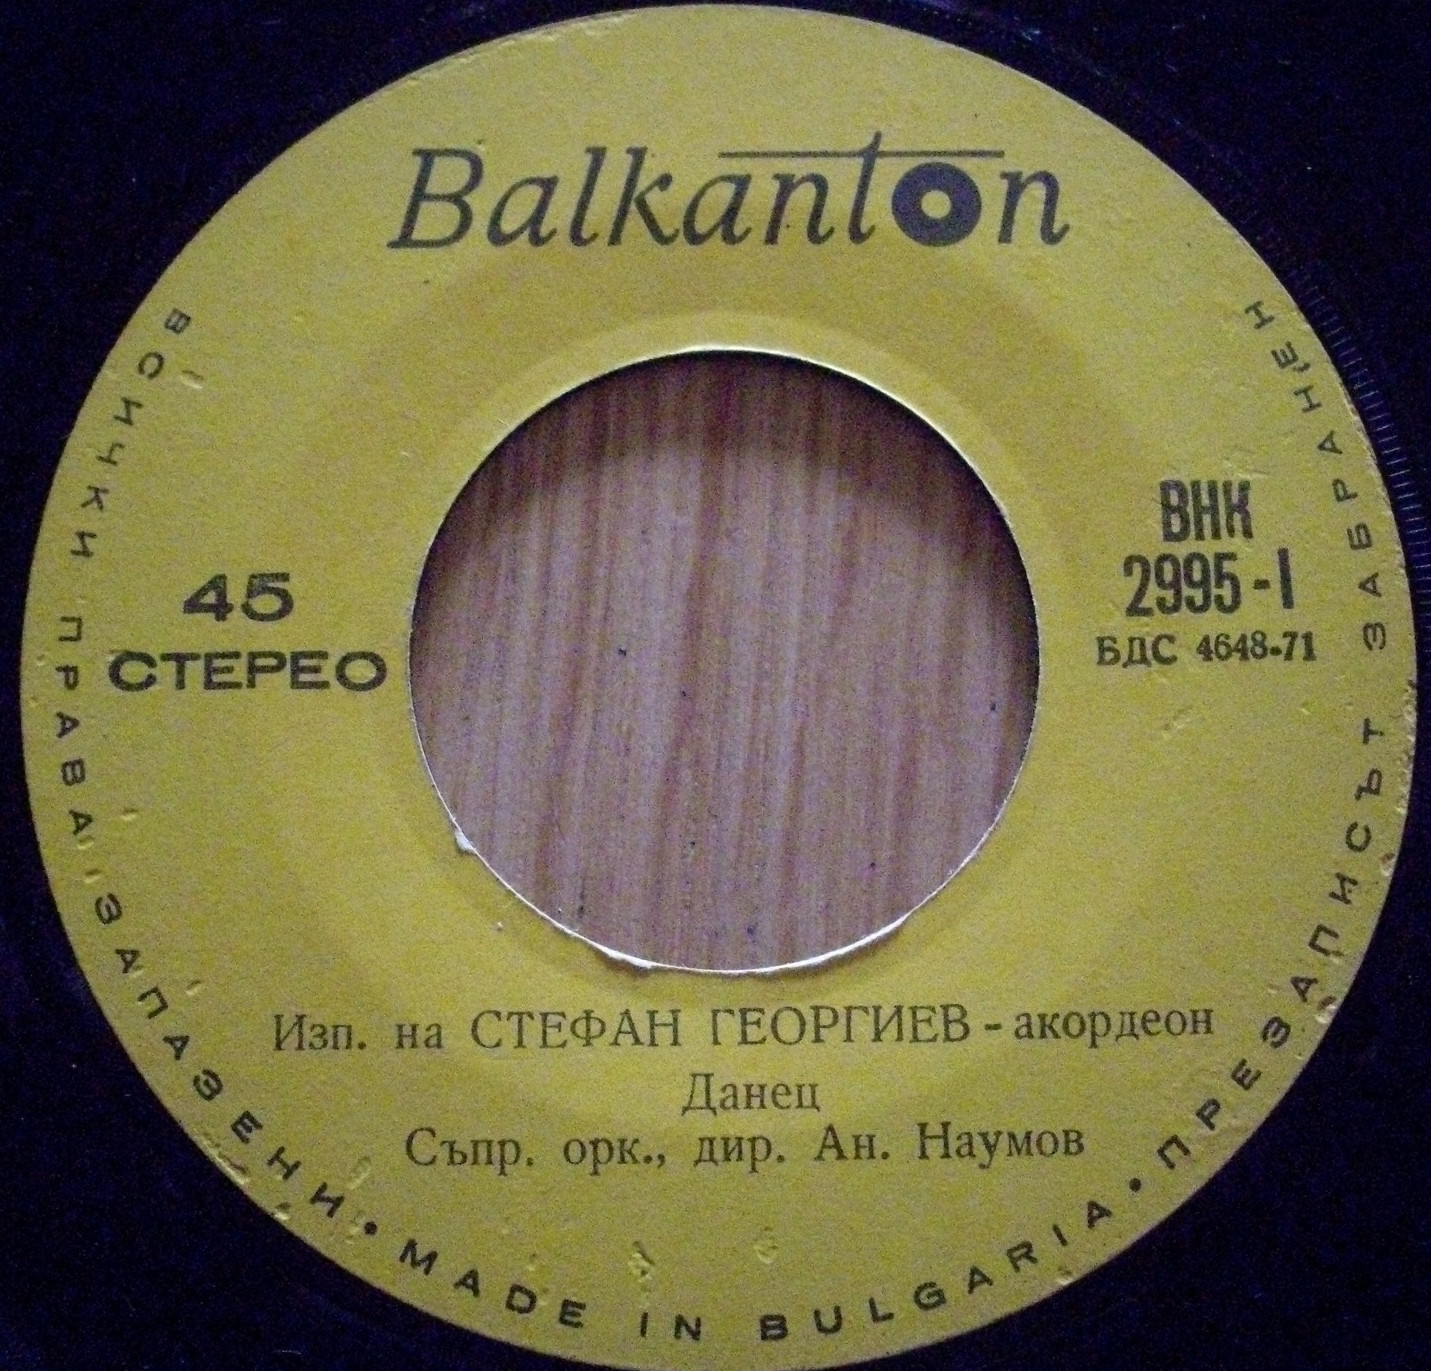 Balkanton
45
СТЕРЕО
ВНК
2995-I
БДС 4648-71
Изп. на СТЕФАН ГЕОРГИЕВ - акордеон
Данец
Съпр. орк., дир. Ан. Наумов
ВСИЧКИ ПРАВА ЗАПАЗЕНИ • MADE IN BULGARIA • ПРЕЗАПИСЪТ ЗАБРАНЕН